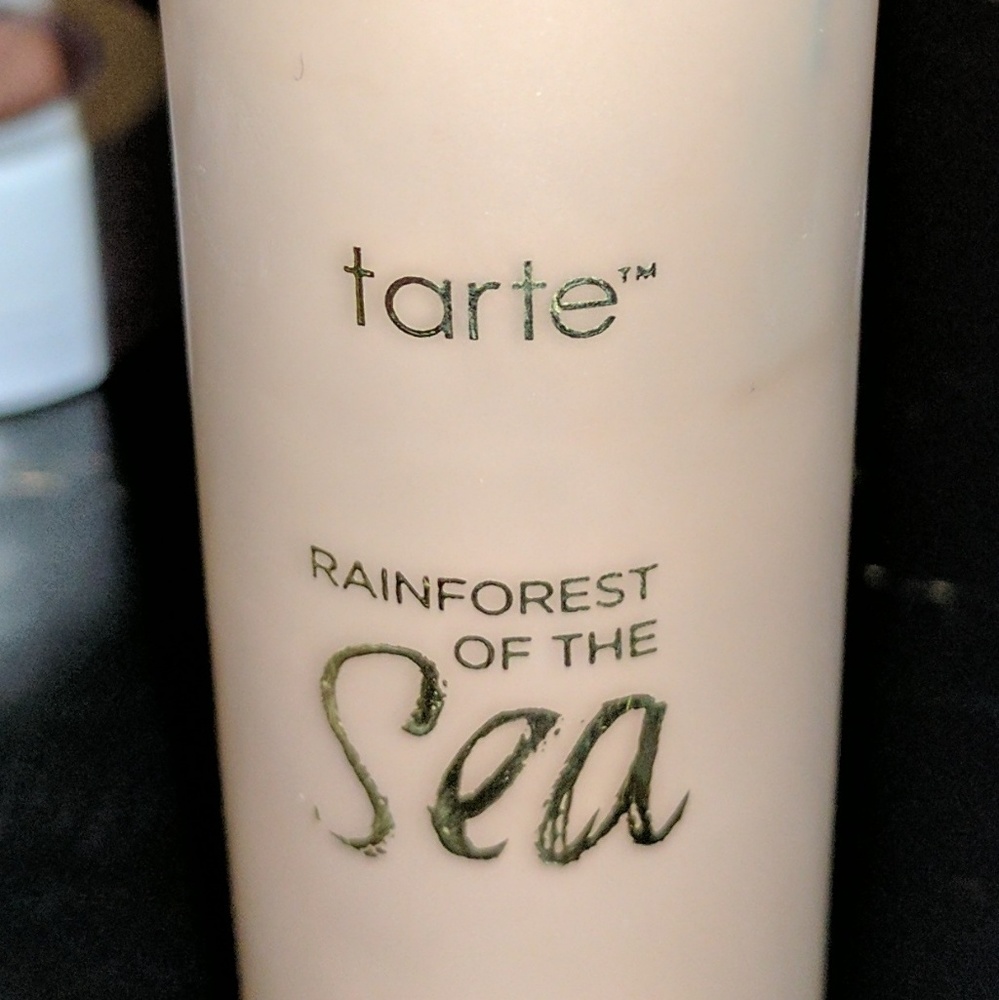 tarte™
RAINFOREST
OF THE
Sea